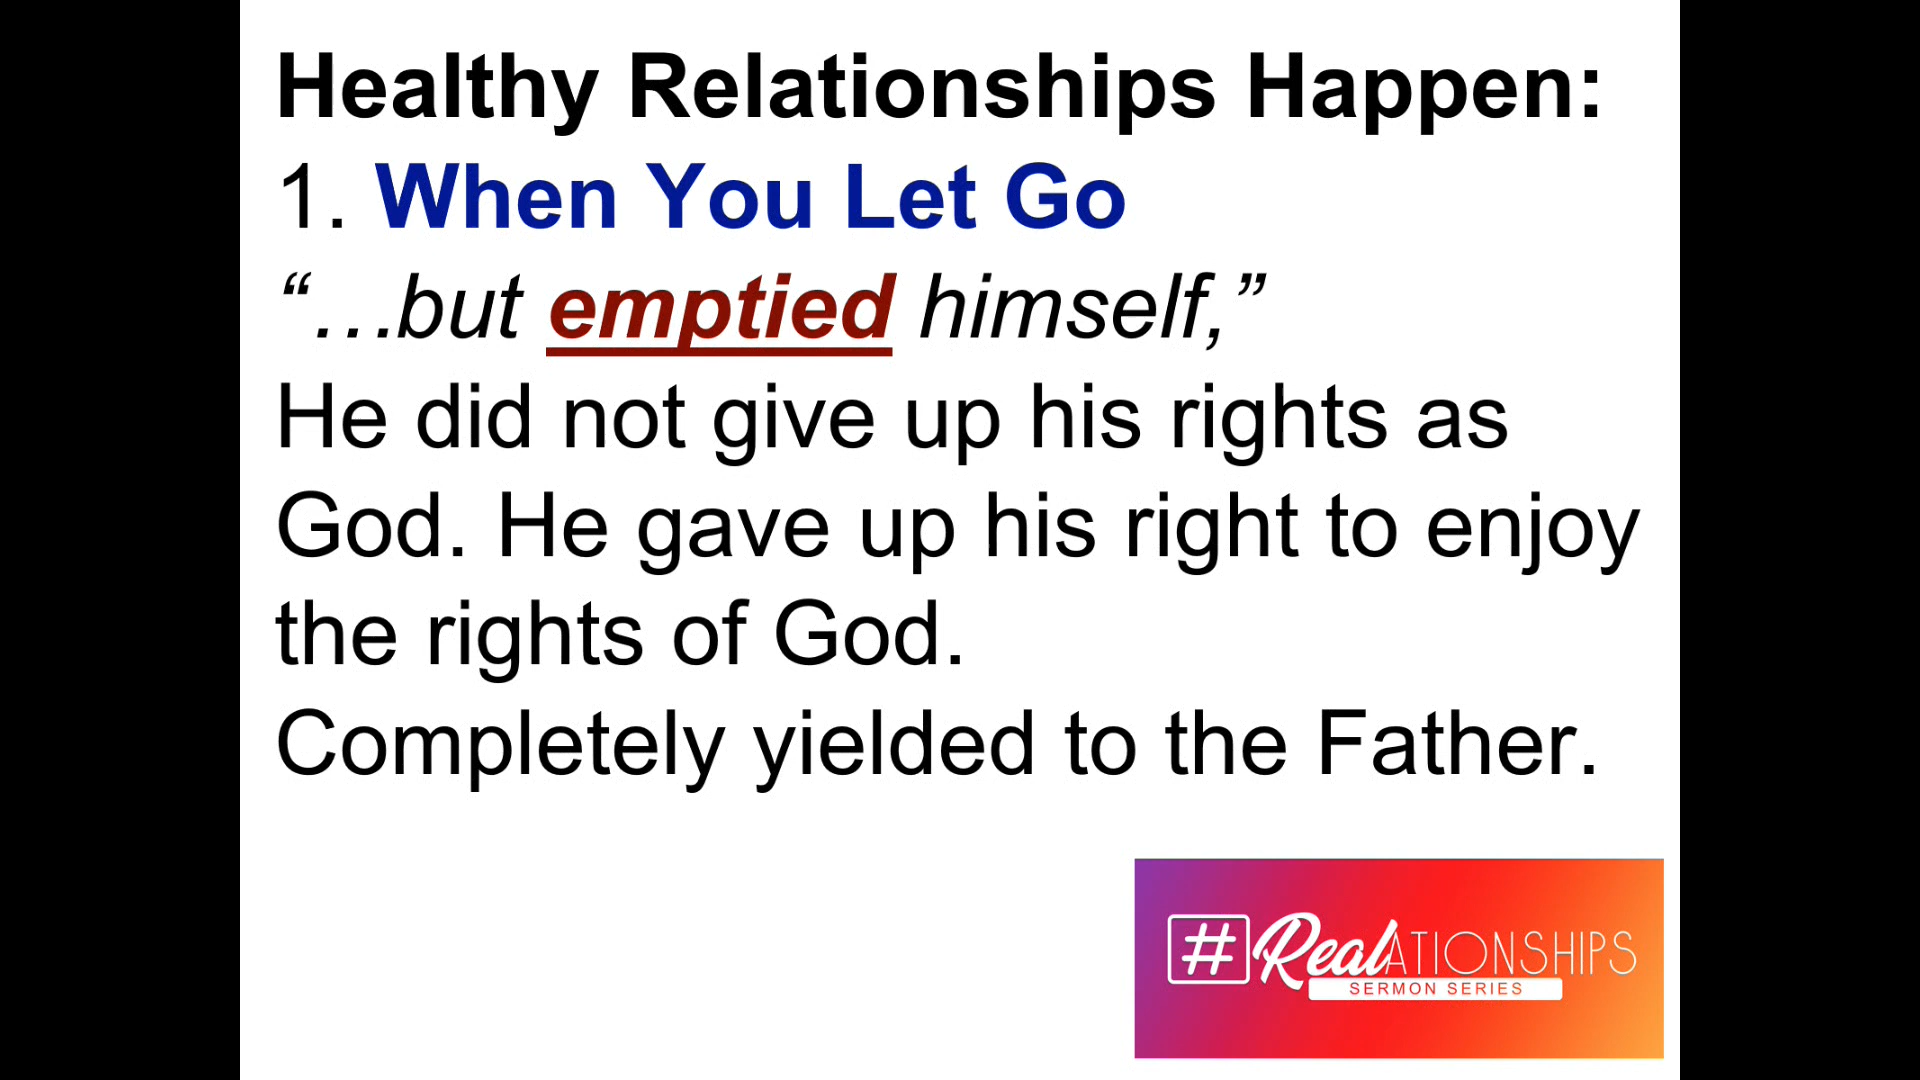 Healthy Relationships Happen:
1. When You Let Go
“…but emptied himself,”
He did not give up his rights as
God. He gave up his right to enjoy
the rights of God.
Completely yielded to the Father.
#RealATIONSHIPS
SERMON SERIES